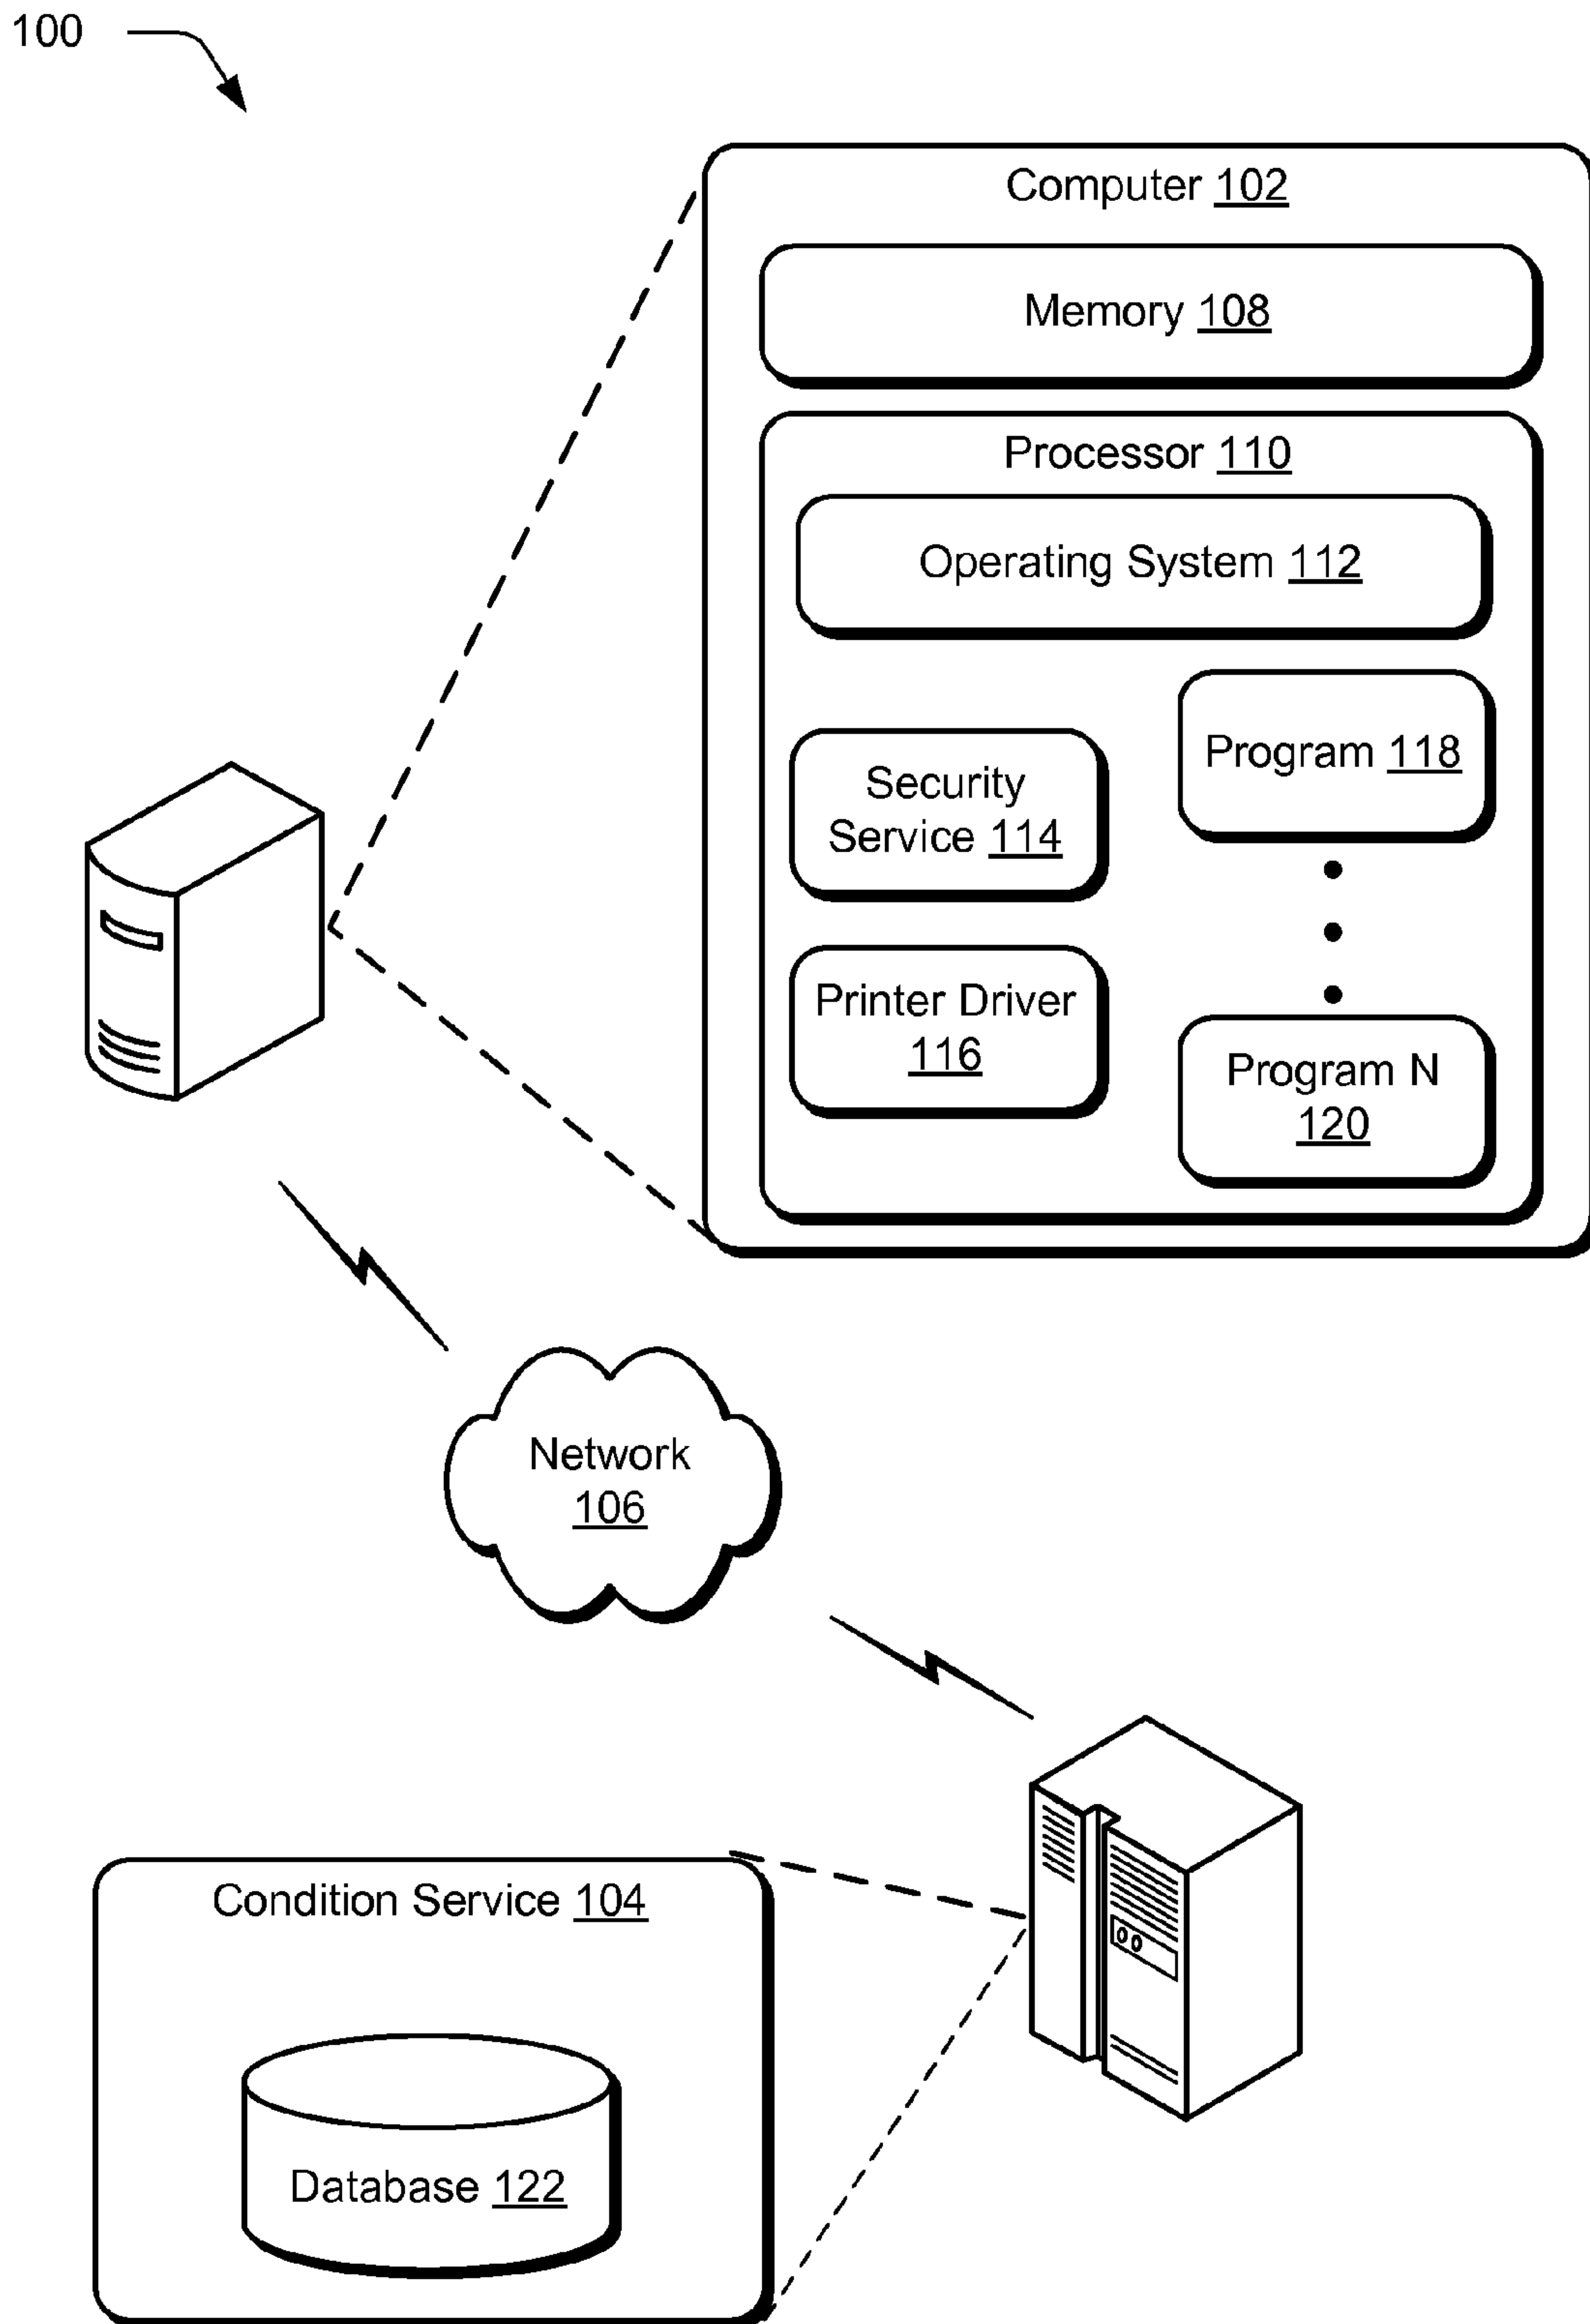 100
Computer 102
Memory 108
Processor 110
Operating System 112
Security
Service 114
Program 118
Printer Driver
116
Program N
120
Network
106
Condition Service 104
Database 122